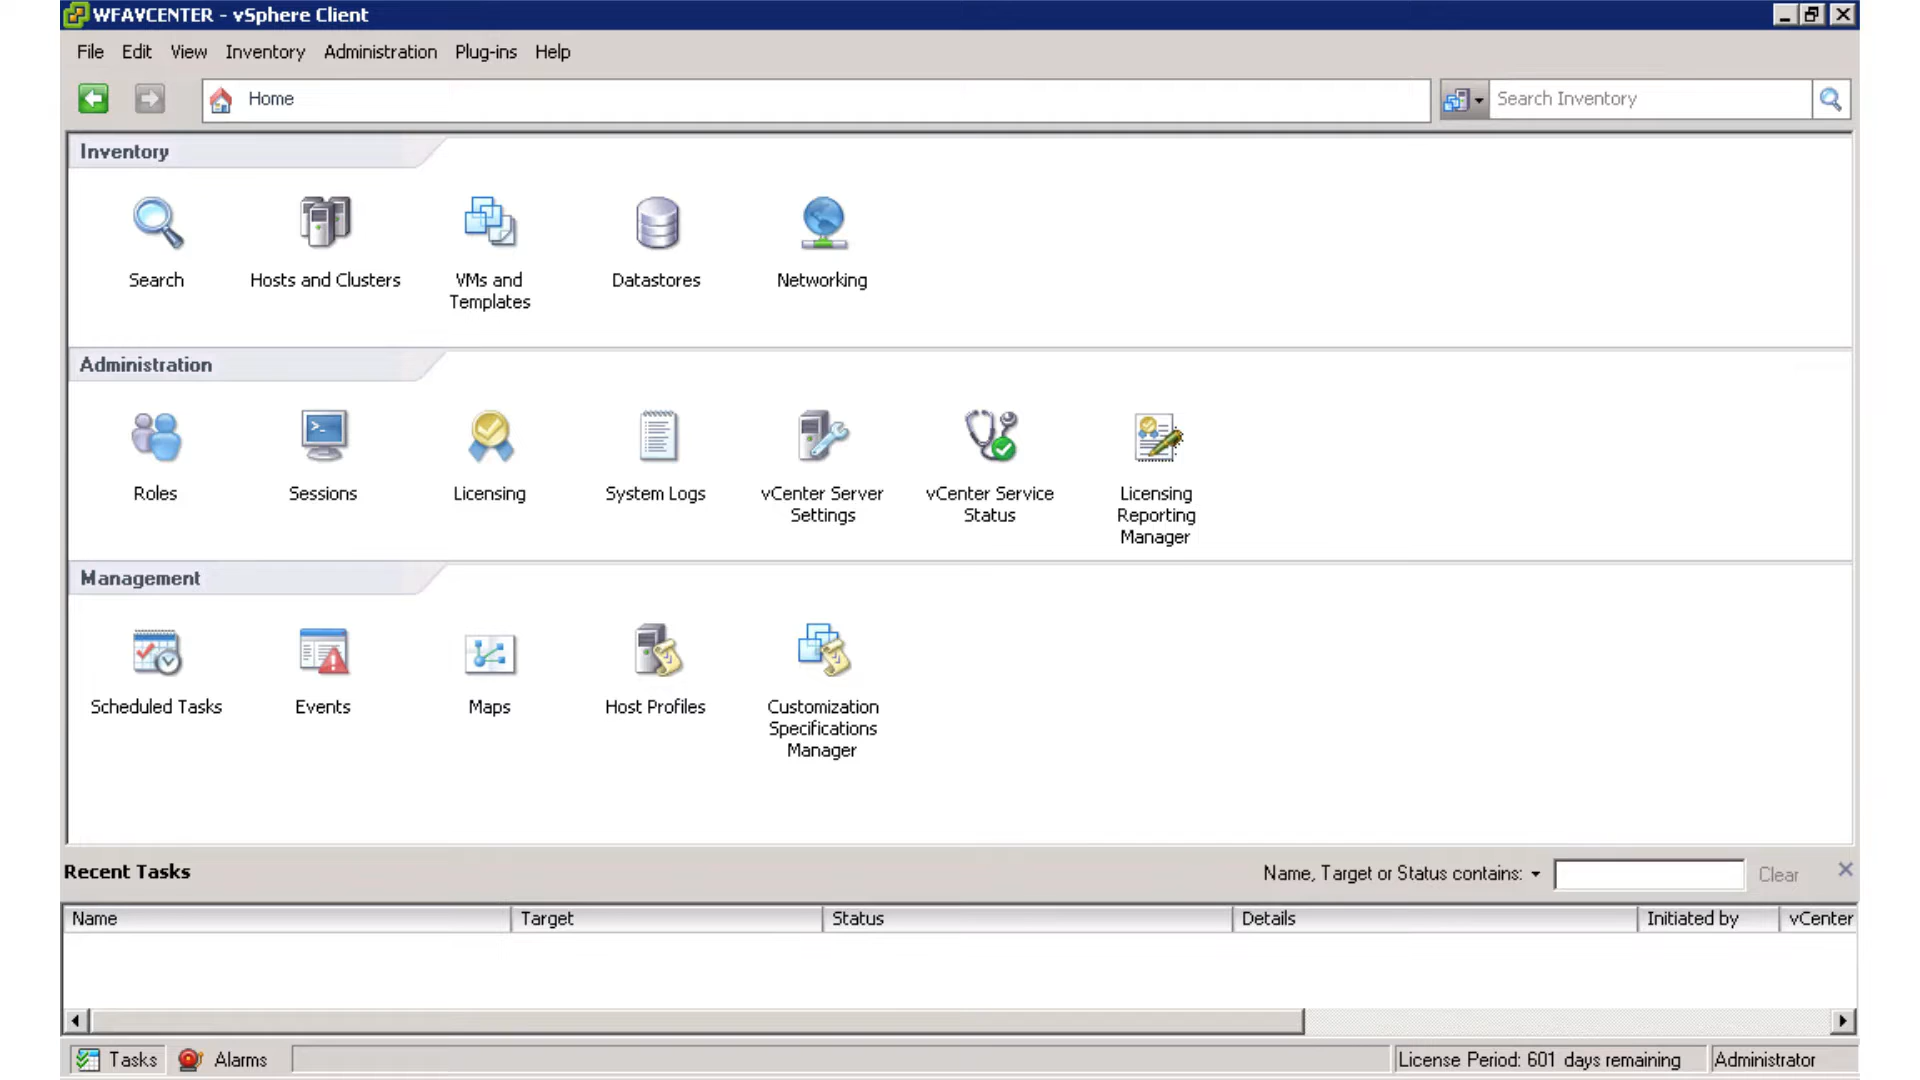 WFAVCENTER - vSphere Client
File Edit View Inventory Administration Plug-ins Help
Home
Search Inventory
Inventory
Search
Hosts and Clusters
VMs and
Templates
Datastores
Networking
Administration
Roles
Sessions
Licensing
System Logs
vCenter Server
Settings
vCenter Service
Status
Licensing
Reporting
Manager
Management
Scheduled Tasks
Events
Maps
Host Profiles
Customization
Specifications
Manager
Recent Tasks
Name, Target or Status contains:
Clear
Name Target Status Details Initiated by vCenter
Tasks Alarms
License Period: 601 days remaining
Administrator